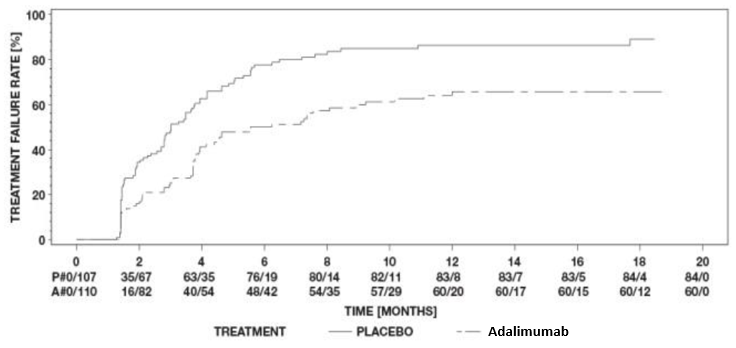 TREATMENT FAILURE RATE [%]
100
80
60
40
20
0
0 2 4 6 8 10 12 14 16 18 20
P#0/107 35/67 63/35 76/19 80/14 82/11 83/8 83/7 83/5 84/4 84/0
A#0/110 16/82 40/54 48/42 54/35 57/29 60/20 60/17 60/15 60/12 60/0
TIME [MONTHS]
TREATMENT PLACEBO Adalimumab